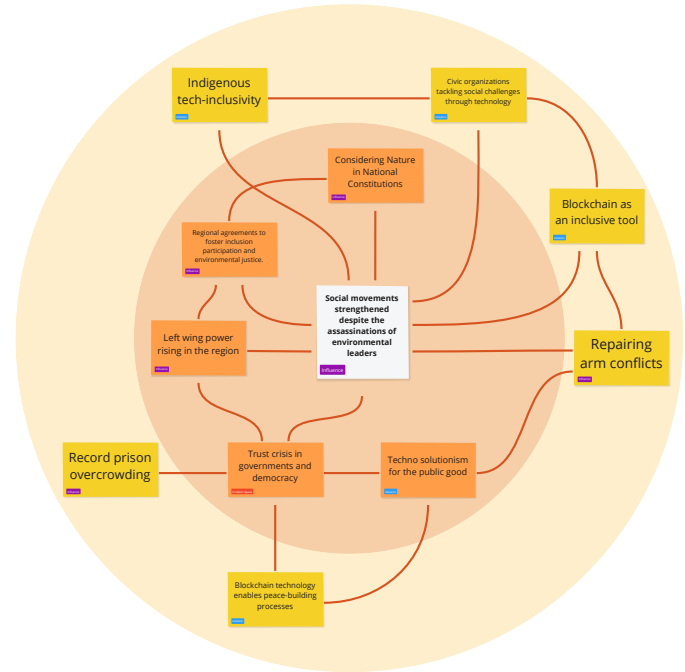 Indigenous
tech-inclusivity
Civic organizations
tackling social challenges
through technology
Considering Nature
in National
Constitutions
Blockchain as
an inclusive tool
Regional agreements to
foster inclusion
participation and
environmental justice.
Social movements
strengthened
despite the
assassinations of
environmental
leaders
Influence
Left wing power
rising in the region
Repairing
arm conflicts
Record prison
overcrowding
Trust crisis in
governments and
democracy
Techno solutionism
for the public good
Blockchain technology
enables peace-building
processes